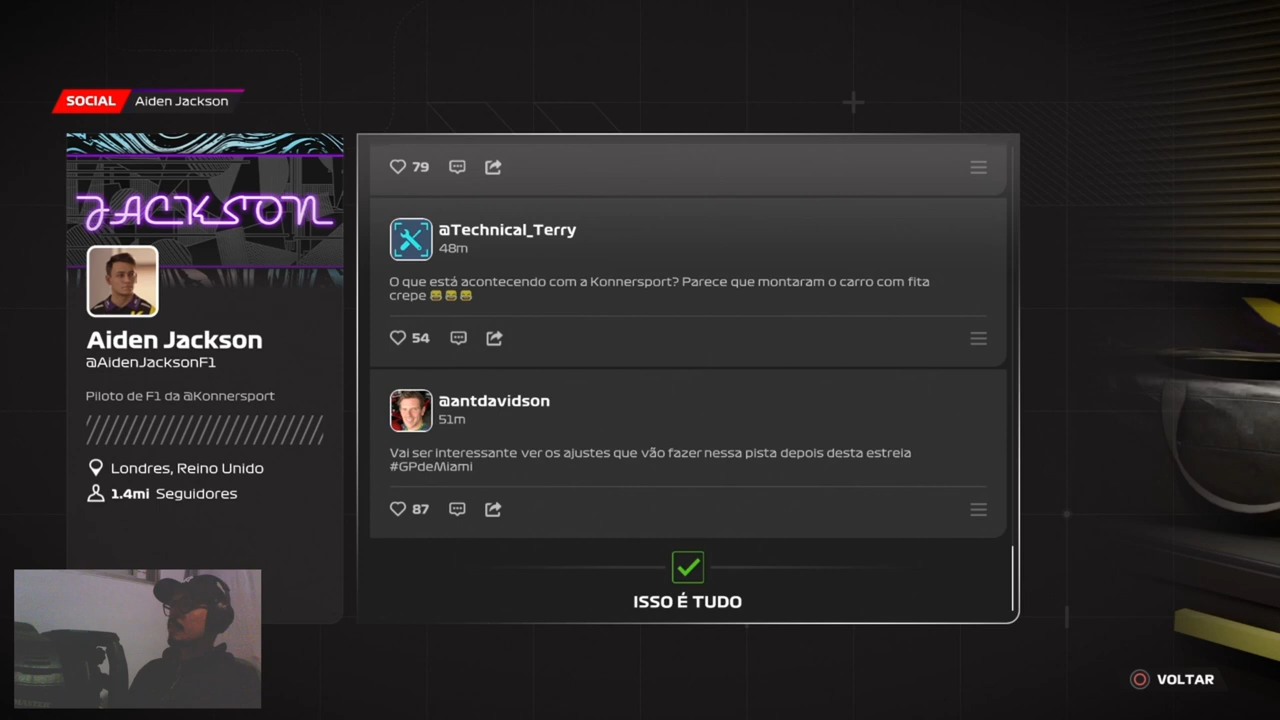 SOCIAL Aiden Jackson
JACKSON
Aiden Jackson
@AidenJacksonF1
Piloto de F1 da @Konnersport
Londres, Reino Unido
1.4mi Seguidores
79
@Technical_Terry
48m
O que está acontecendo com a Konnersport? Parece que montaram o carro com fita
crepe
54
@antdavidson
51m
Vai ser interessante ver os ajustes que vão fazer nessa pista depois desta estreia
#GPdeMiami
87
ISSO É TUDO
VOLTAR